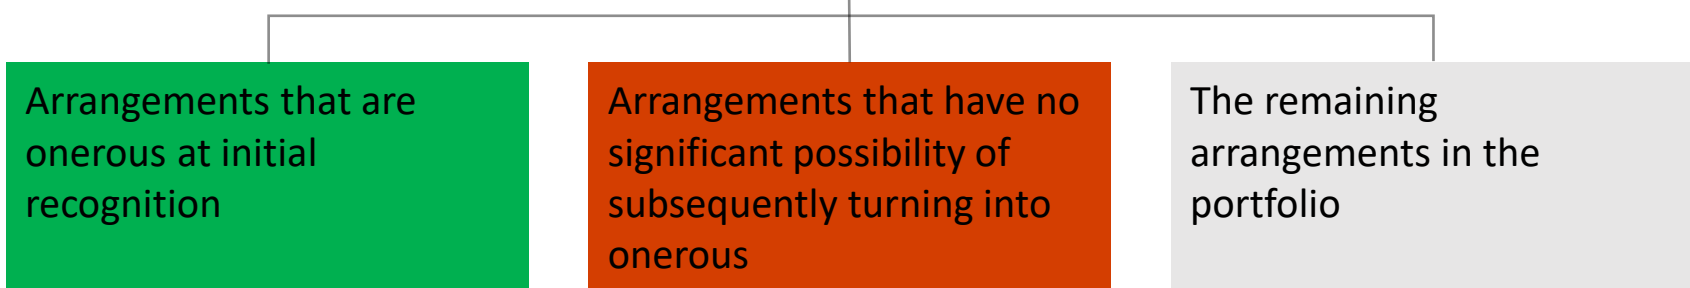 Arrangements that are
onerous at initial
recognition
Arrangements that have no
significant possibility of
subsequently turning into
onerous
The remaining
arrangements in the
portfolio